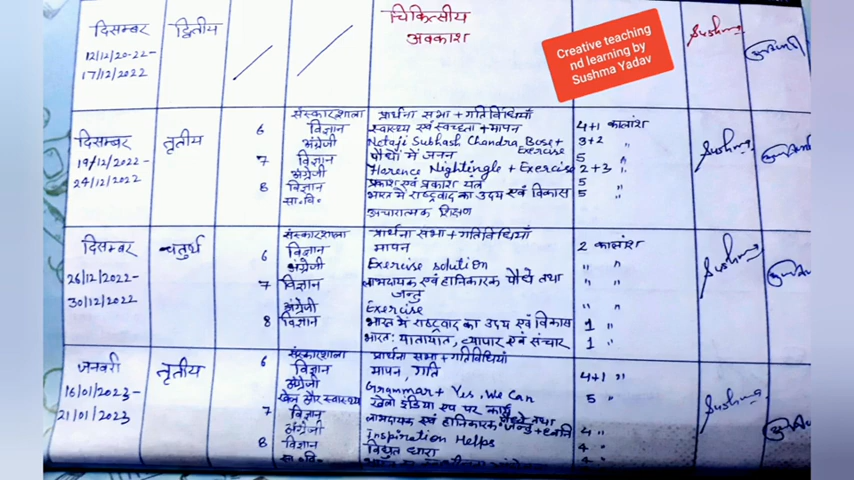 दिसम्बर द्वितीय चिकित्सीय Sushma
12/12/2022- अवकाश
17/12/2022
Creative teaching
nd learning by
Sushma Yadav
संस्कारशाला प्रार्थना सभा + गतिविधियाँ
6 विज्ञान स्वास्थ्य एवं स्वच्छता + मापन 4+1 कालांश
दिसम्बर तृतीय अंग्रेजी Netaji Subhash Chandra Bose + Exercise 3+2 " Sushma
19/12/2022- 7 विज्ञान पौधों में जनन 5 "
24/12/2022 अंग्रेजी Florence Nightingle + Exercise 2+3 "
8 विज्ञान प्रकाश एवं प्रकाश यंत्र 5 "
सा. वि. भारत में राष्ट्रवाद का उदय एवं विकास 5 "
शिक्षण
संस्कारशाला प्रार्थना सभा + गतिविधियाँ
दिसम्बर चतुर्थ 6 विज्ञान मापन 2 कालांश Sushma
अंग्रेजी Exercise solution " "
26/12/2022- 7 विज्ञान लाभदायक एवं हानिकारक पौधे तथा " "
30/12/2022 जन्तु
अंग्रेजी Exercise " "
8 विज्ञान भारत में राष्ट्रवाद का उदय एवं विकास 1 "
भारत: यातायात, व्यापार एवं संचार 1 "
संस्कारशाला प्रार्थना सभा + गतिविधियाँ
जनवरी तृतीय 6 विज्ञान मापन, गति 4+1 "
अंग्रेजी Grammar + Yes, We Can 5 " Sushma
16/01/2023- खेल और स्वास्थ्य खेलो इंडिया एप पर कार्य
21/01/2023 7 विज्ञान लाभदायक एवं हानिकारक पौधे तथा जन्तु + ध्वनि 4 "
अंग्रेजी Inspiration Helps
8 विज्ञान विद्युत धारा 4 "
सा. वि. 4 "